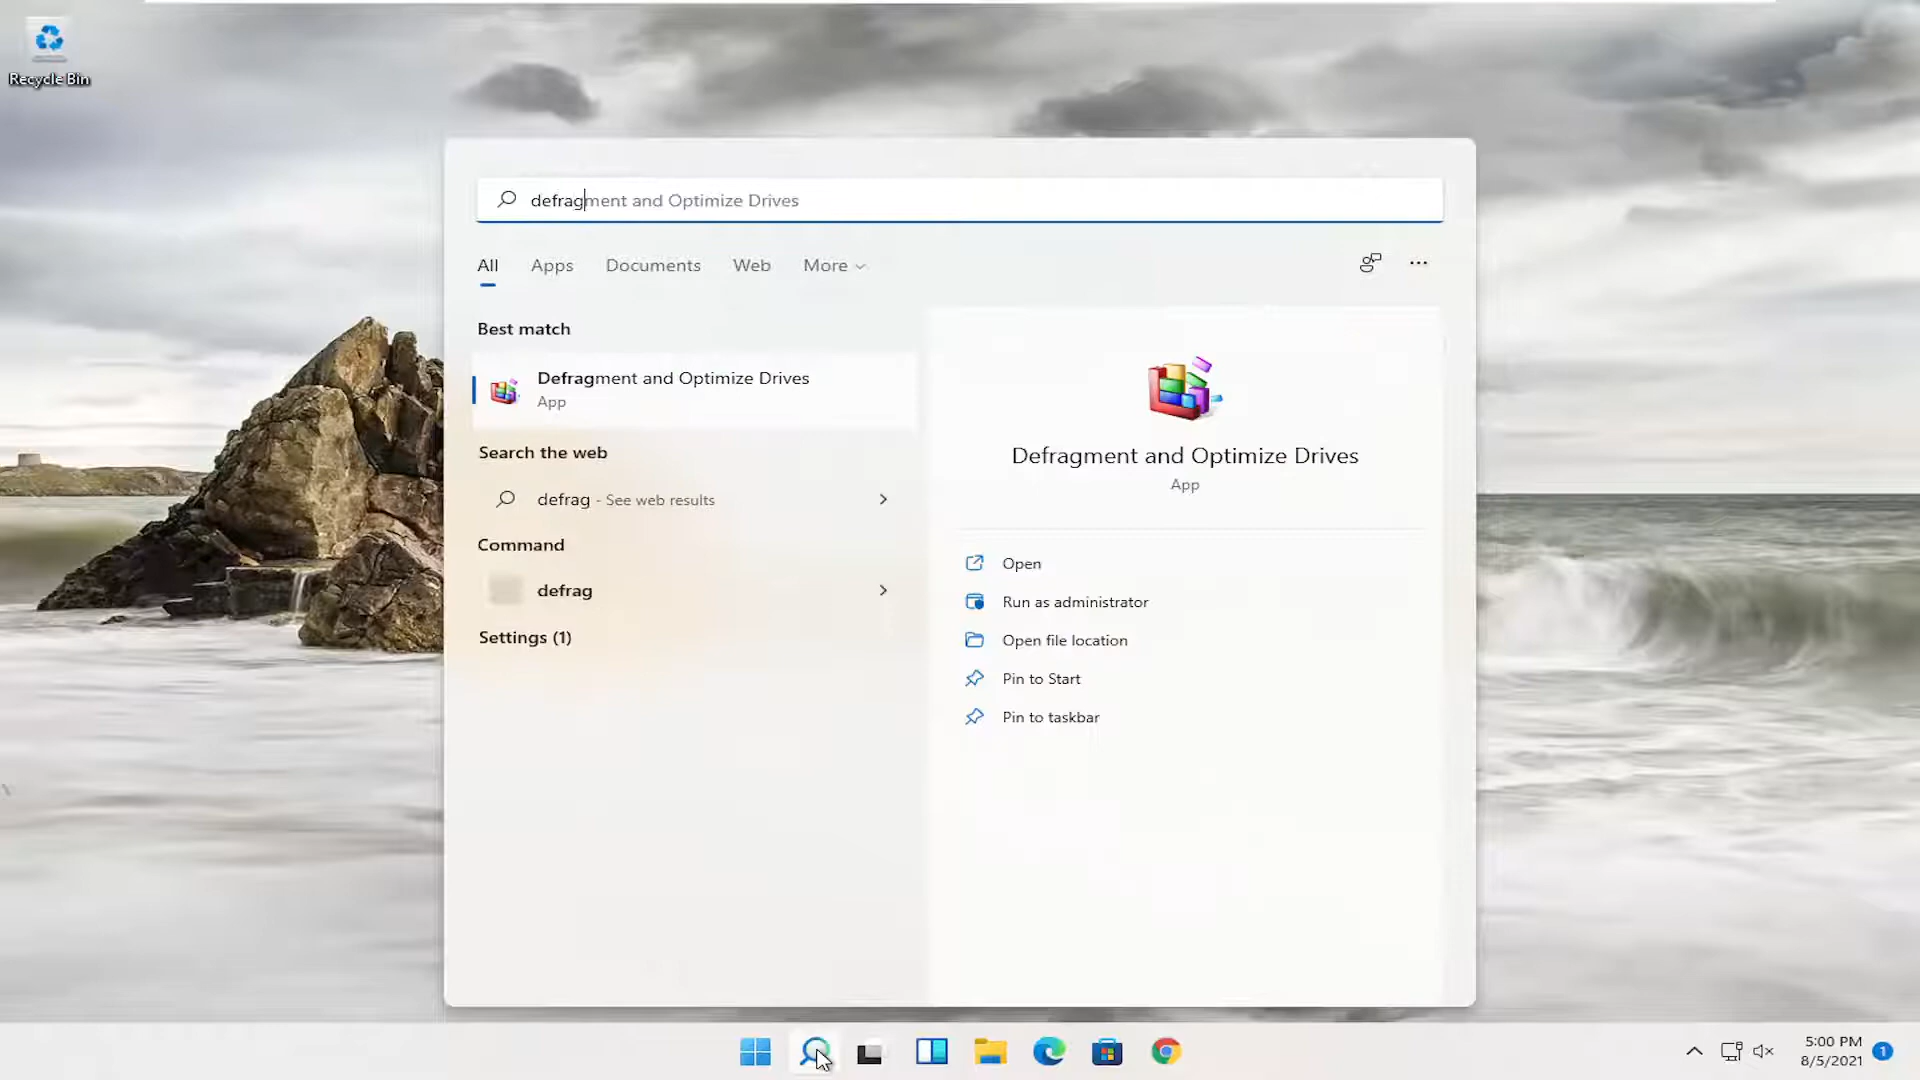 Recycle Bin
defragment and Optimize Drives
All Apps Documents Web More
Best match
Defragment and Optimize Drives
App
Search the web
defrag - See web results
Command
defrag
Settings (1)
Defragment and Optimize Drives
App
Open
Run as administrator
Open file location
Pin to Start
Pin to taskbar
5:00 PM
8/5/2021
1